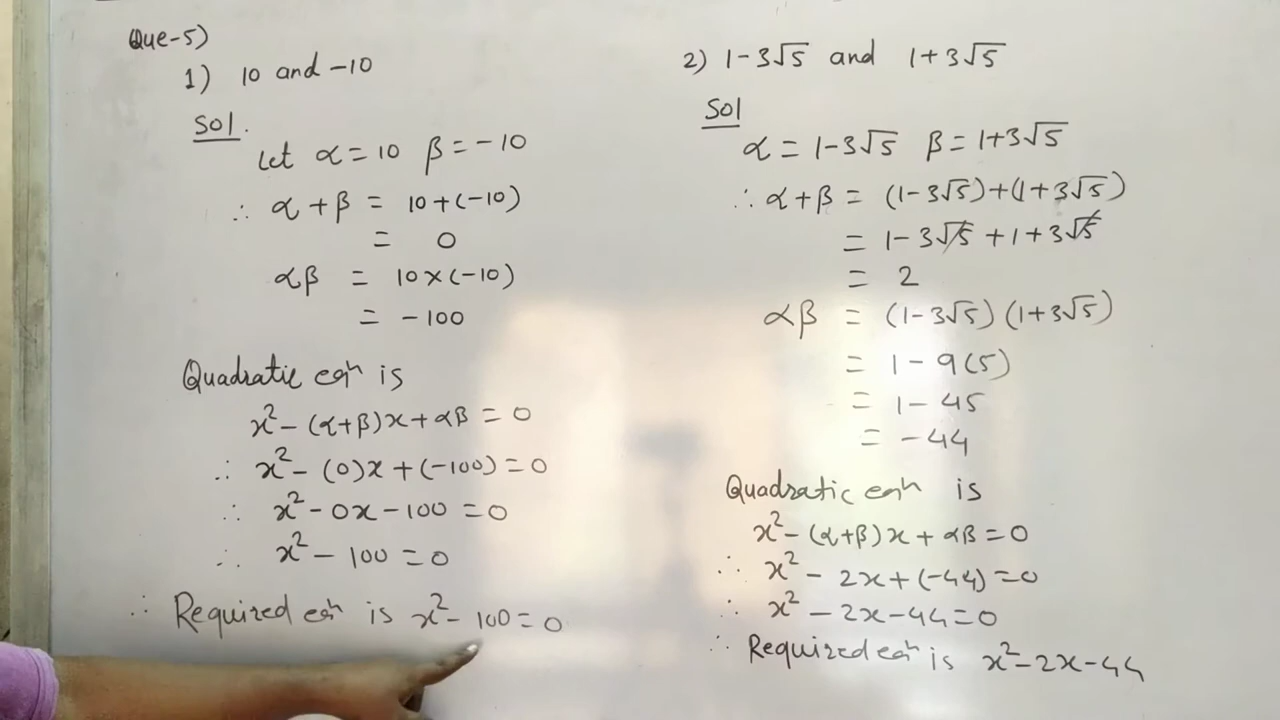 Que-5)
1) 10 and -10
Sol.
Let α = 10 β = -10
∴ α + β = 10 + (-10)
= 0
αβ = 10 × (-10)
= -100
Quadratic eqn is
x² - (α+β)x + αβ = 0
∴ x² - (0)x + (-100) = 0
∴ x² - 0x - 100 = 0
∴ x² - 100 = 0
∴ Required eqn is x² - 100 = 0
2) 1-3√5 and 1+3√5
Sol
α = 1-3√5 β = 1+3√5
∴ α + β = (1-3√5)+(1+3√5)
= 1-3√5 + 1+3√5
= 2
αβ = (1-3√5)(1+3√5)
= 1 - 9(5)
= 1 - 45
= -44
Quadratic eqn is
x² - (α+β)x + αβ = 0
∴ x² - 2x + (-44) = 0
∴ x² - 2x - 44 = 0
∴ Required eqn is x² - 2x - 44